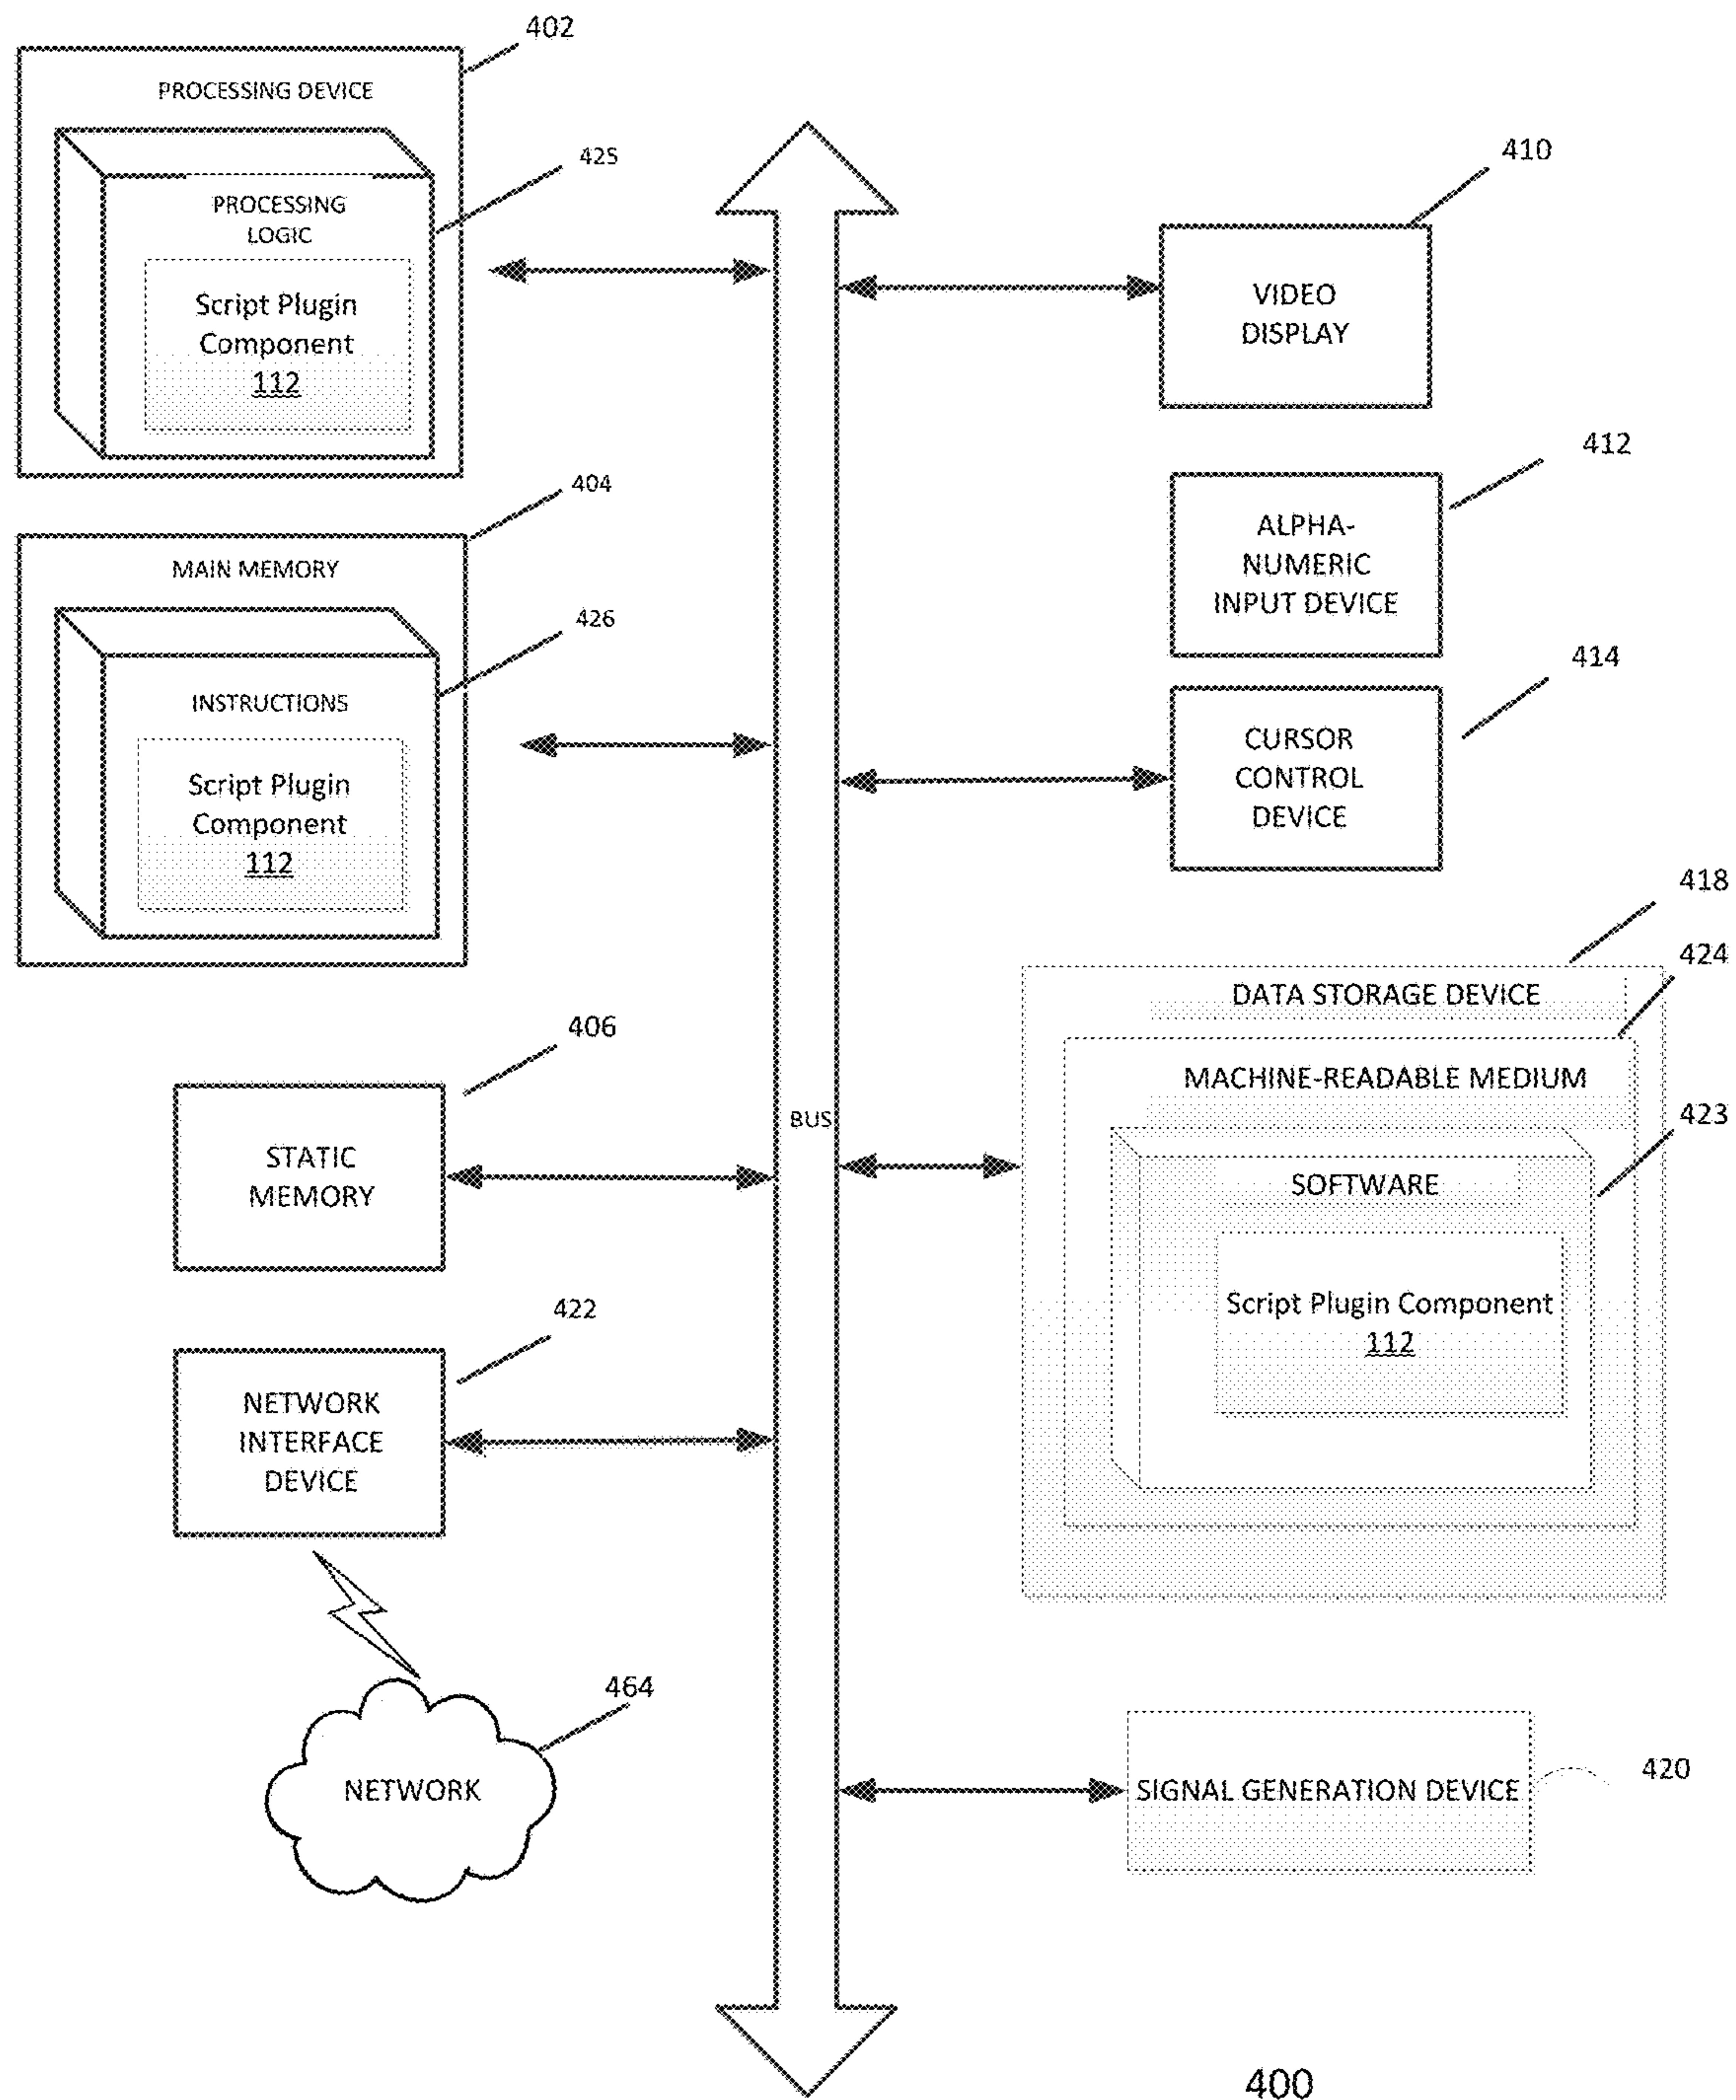 402
PROCESSING DEVICE
425
PROCESSING
LOGIC
Script Plugin
Component
112
404
MAIN MEMORY
426
INSTRUCTIONS
Script Plugin
Component
112
406
STATIC
MEMORY
422
NETWORK
INTERFACE
DEVICE
464
NETWORK
BUS
410
VIDEO
DISPLAY
412
ALPHA-
NUMERIC
INPUT DEVICE
414
CURSOR
CONTROL
DEVICE
418
DATA STORAGE DEVICE
424
MACHINE-READABLE MEDIUM
423
SOFTWARE
Script Plugin Component
112
SIGNAL GENERATION DEVICE
420
400